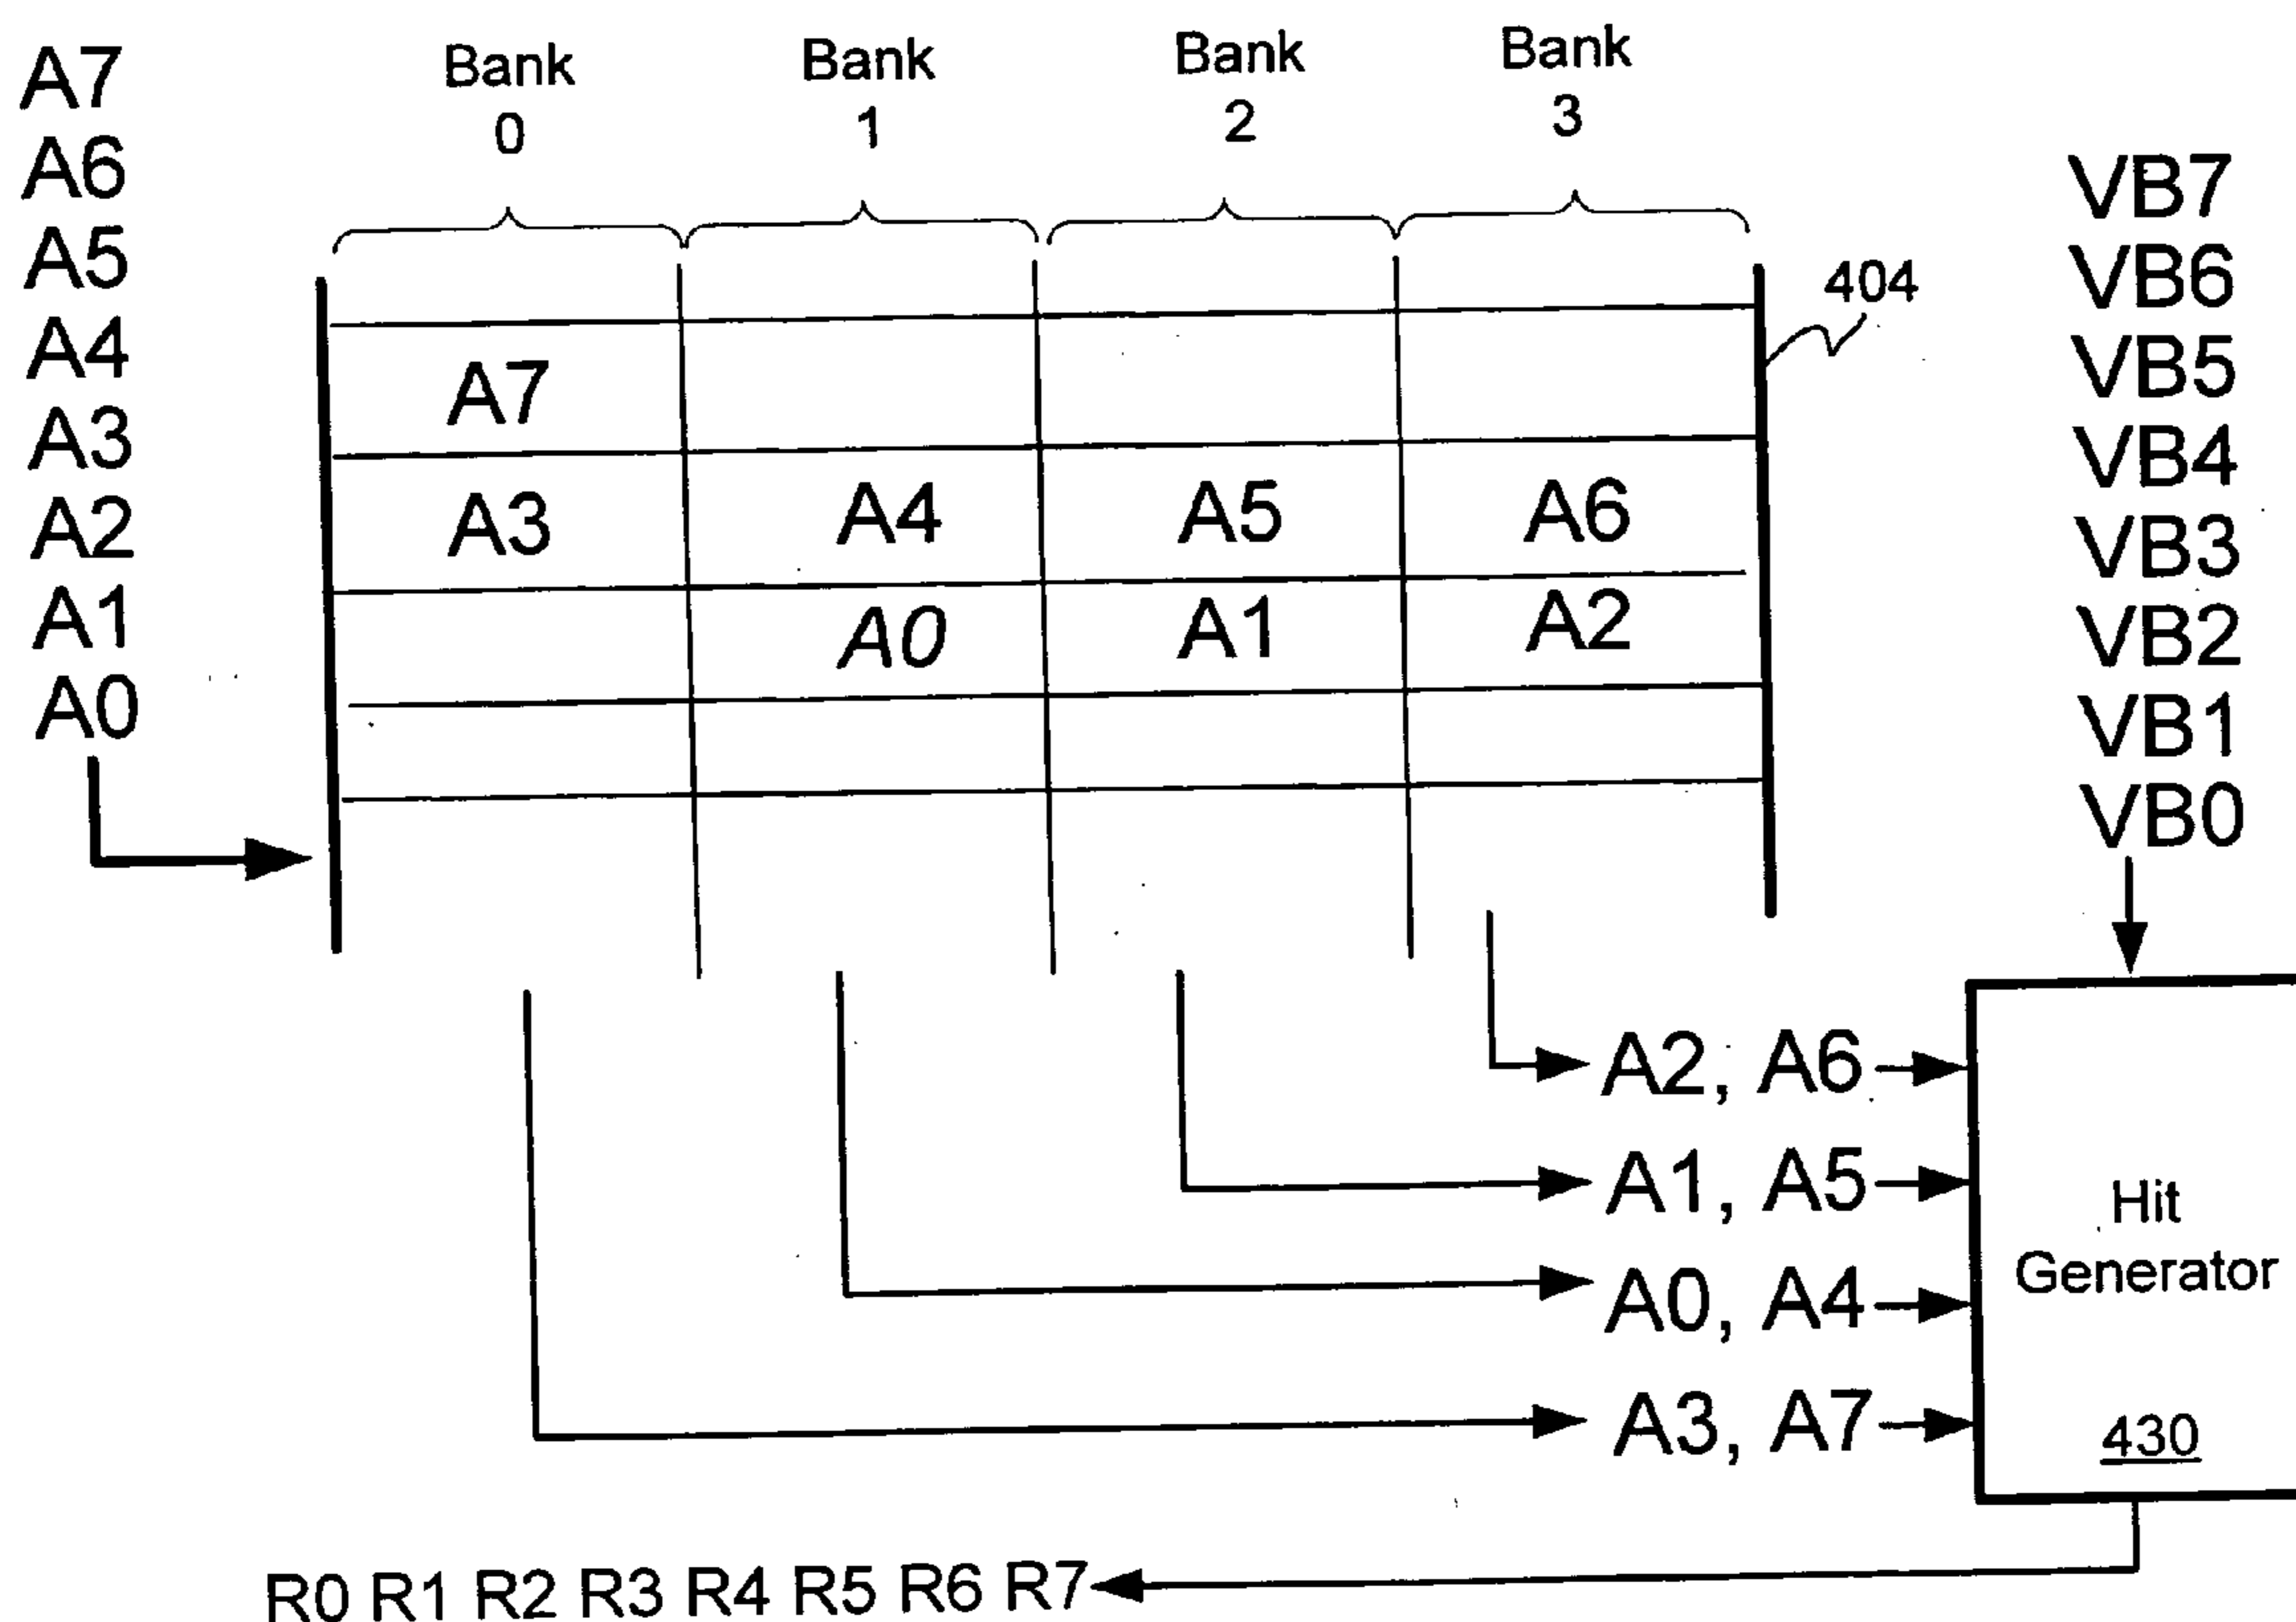 A7
A6
A5
A4
A3
A2
A1
A0
Bank
0
Bank
1
Bank
2
Bank
3
404
A7
A3 A4 A5 A6
A0 A1 A2
VB7
VB6
VB5
VB4
VB3
VB2
VB1
VB0
A2, A6
A1, A5
A0, A4
A3, A7
Hit
Generator
430
R0 R1 R2 R3 R4 R5 R6 R7